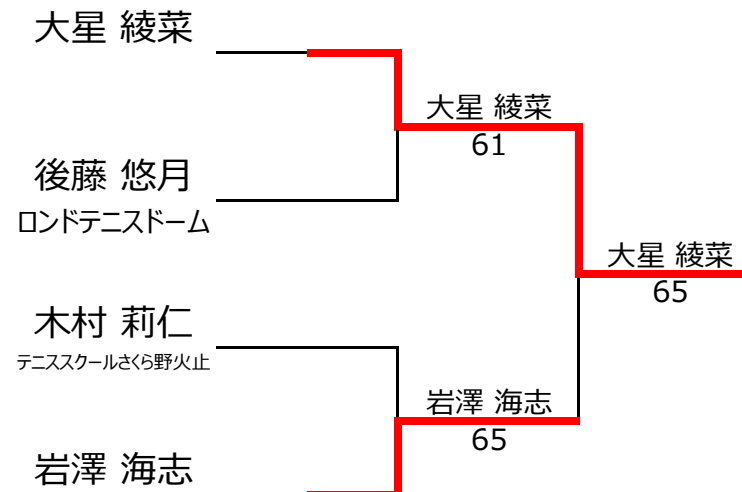 大星 綾菜
大星 綾菜
61
後藤 悠月
ロンドテニスドーム
大星 綾菜
65
木村 莉仁
テニススクールさくら野火止
岩澤 海志
65
岩澤 海志